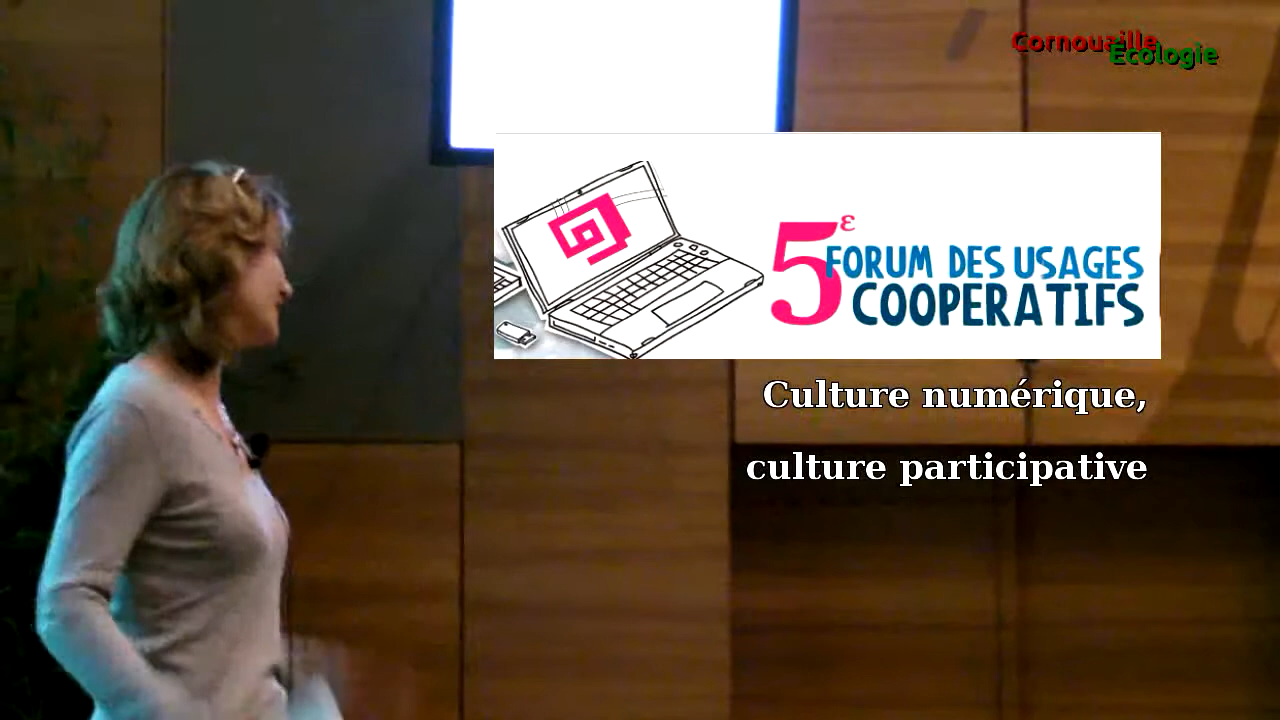 Cornouaille
Ecologie
5ε
FORUM DES USAGES
COOPERATIFS
Culture numérique,
culture participative